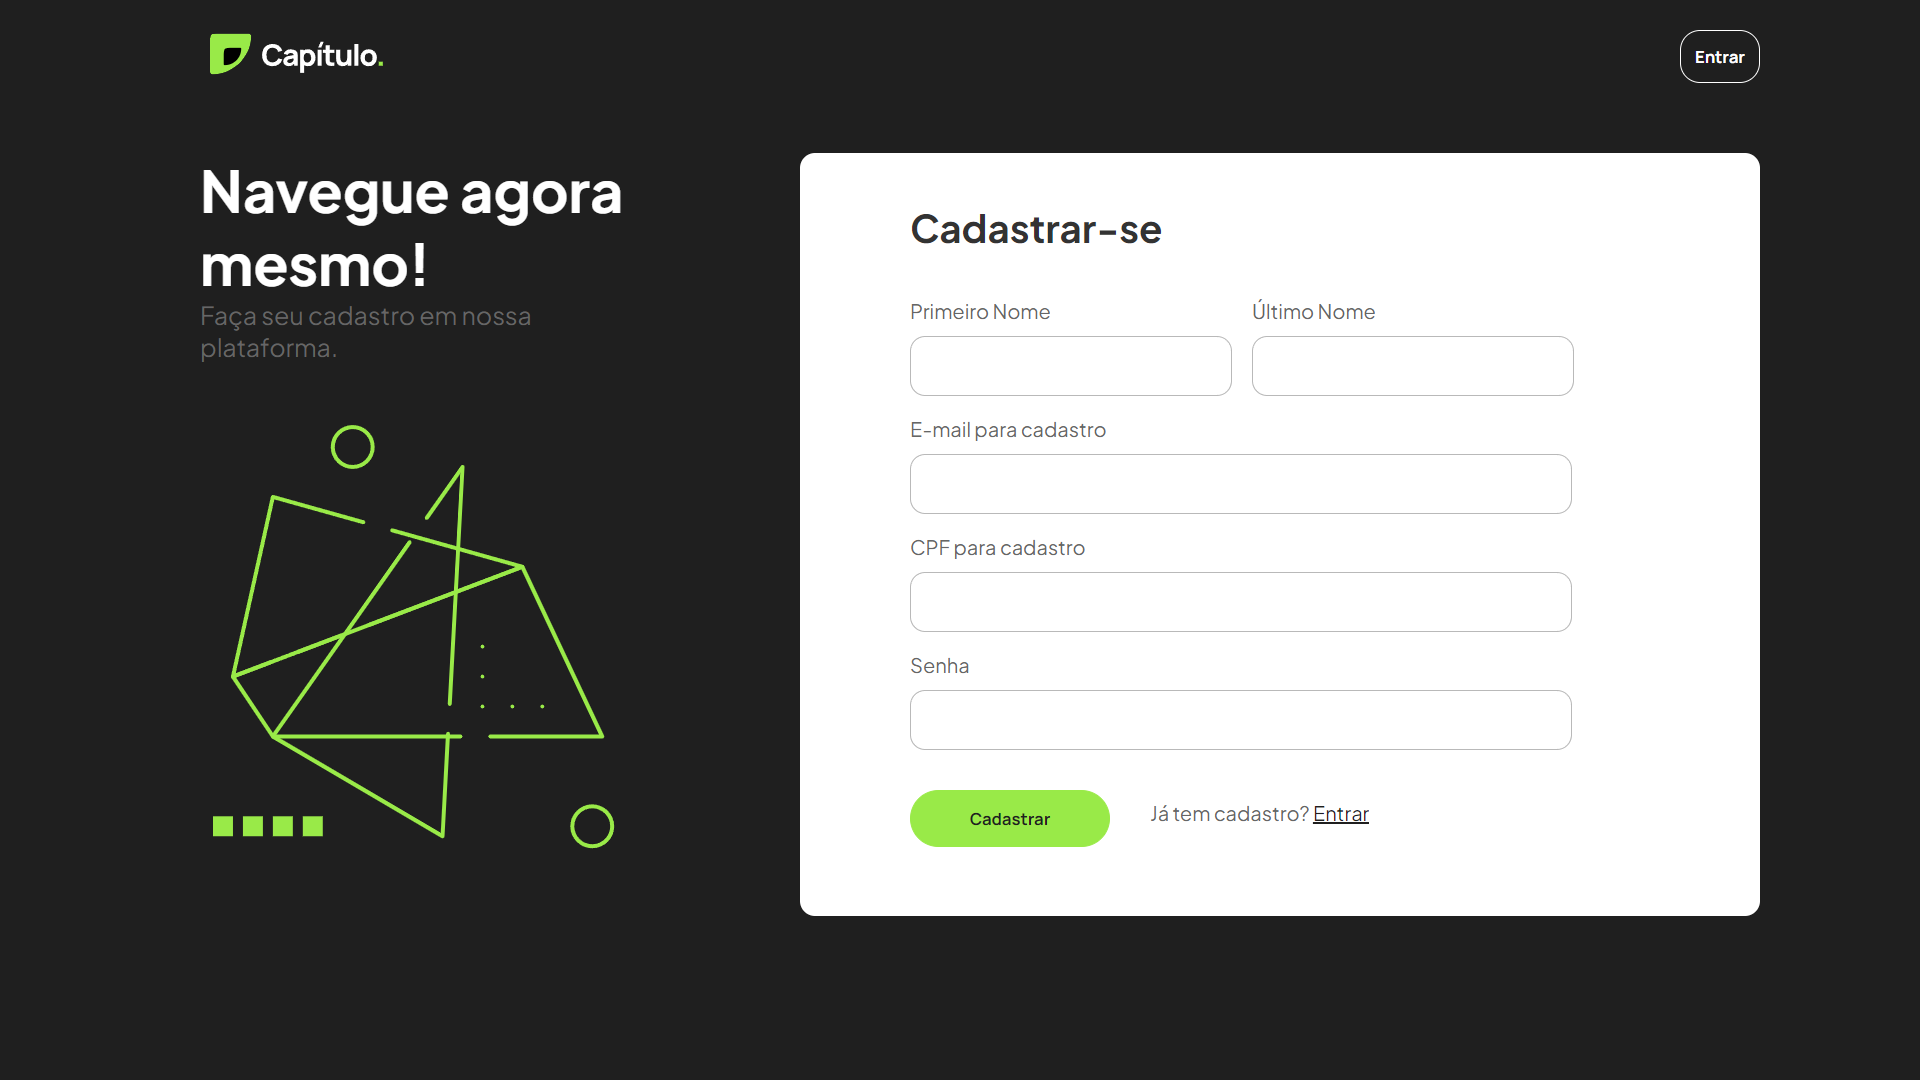 Capítulo.
Entrar
Navegue agora
mesmo!
Faça seu cadastro em nossa
plataforma.
Cadastrar-se
Primeiro Nome
Último Nome
E-mail para cadastro
CPF para cadastro
Senha
Cadastrar
Já tem cadastro? Entrar